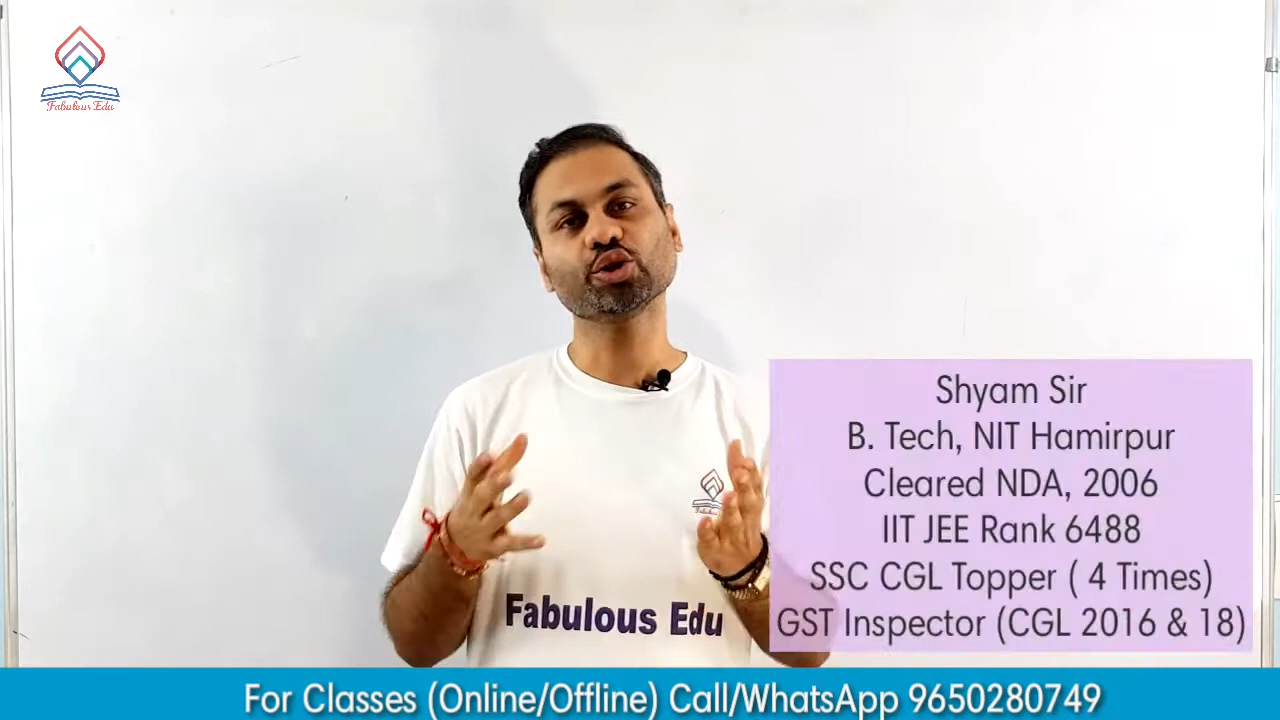 Fabulous Edu
Shyam Sir
B. Tech, NIT Hamirpur
Cleared NDA, 2006
IIT JEE Rank 6488
SSC CGL Topper ( 4 Times)
GST Inspector (CGL 2016 & 18)
Fabulous Edu
For Classes (Online/Offline) Call/WhatsApp 9650280749